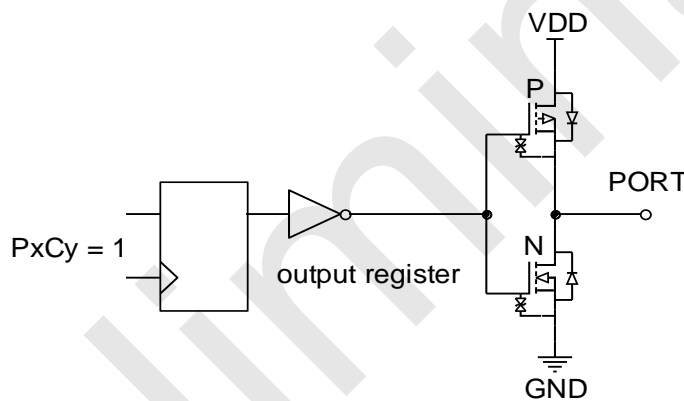 VDD
P
PORT
PxCy = 1
N
output register
GND